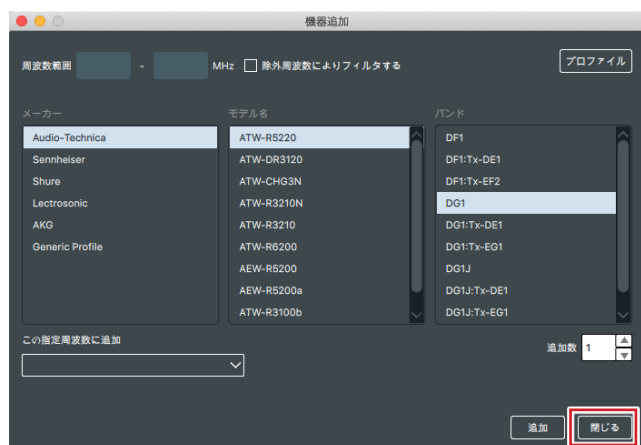 機器追加
周波数範囲 - MHz 除外周波数によりフィルタする プロファイル
メーカー モデル名 バンド
Audio-Technica ATW-R5220 DF1
Sennheiser ATW-DR3120 DF1:Tx-DE1
Shure ATW-CHG3N DF1:Tx-EF2
Lectrosonic ATW-R3210N DG1
AKG ATW-R3210 DG1:Tx-DE1
Generic Profile ATW-R6200 DG1:Tx-EG1
AEW-R5200 DG1J
AEW-R5200a DG1J:Tx-DE1
ATW-R3100b DG1J:Tx-EG1
この指定周波数に追加 追加数 1
追加 閉じる